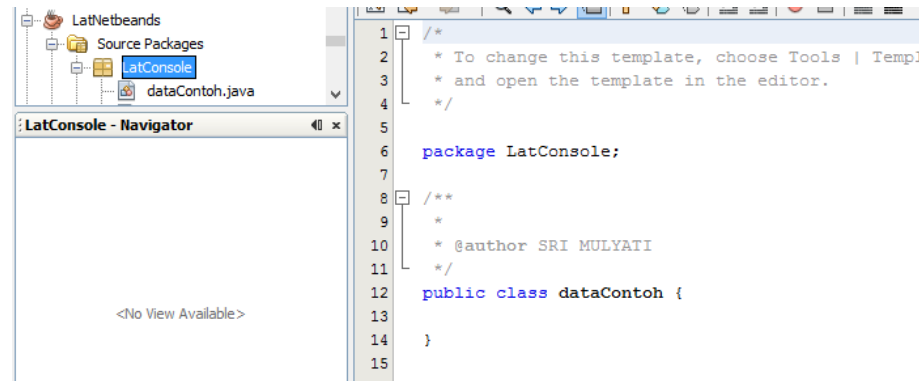 LatNetbeands
Source Packages
LatConsole
dataContoh.java
LatConsole - Navigator
<No View Available>
1 /*
2 * To change this template, choose Tools | Templ
3 * and open the template in the editor.
4 */
5
6 package LatConsole;
7
8 /**
9 *
10 * @author SRI MULYATI
11 */
12 public class dataContoh {
13
14 }
15